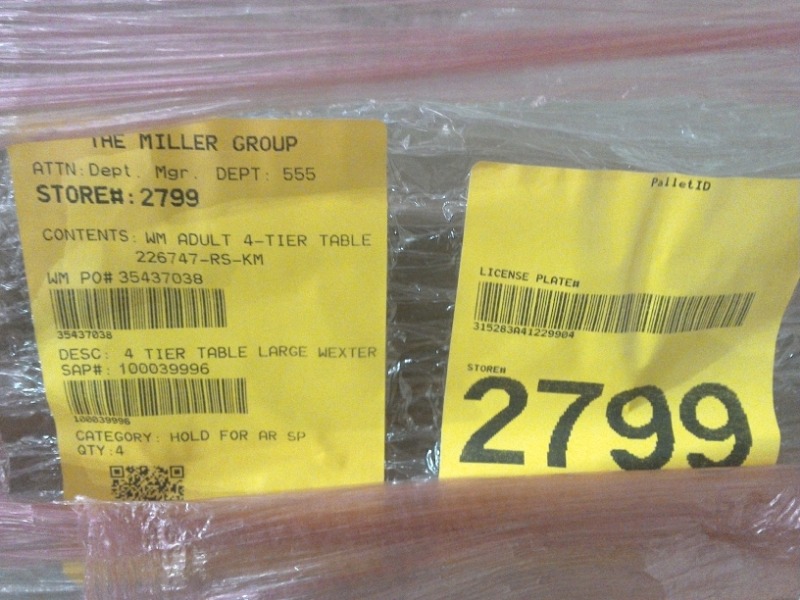 THE MILLER GROUP
ATTN:Dept. Mgr. DEPT: 555
STORE#:2799
CONTENTS: WM ADULT 4-TIER TABLE
226747-RS-KM
WM PO# 35437038
35437038
DESC: 4 TIER TABLE LARGE WEXTER
SAP#: 100039996
100039996
CATEGORY: HOLD FOR AR SP
QTY:4
PalletID
LICENSE PLATE#
315283A41229904
STORE#
2799